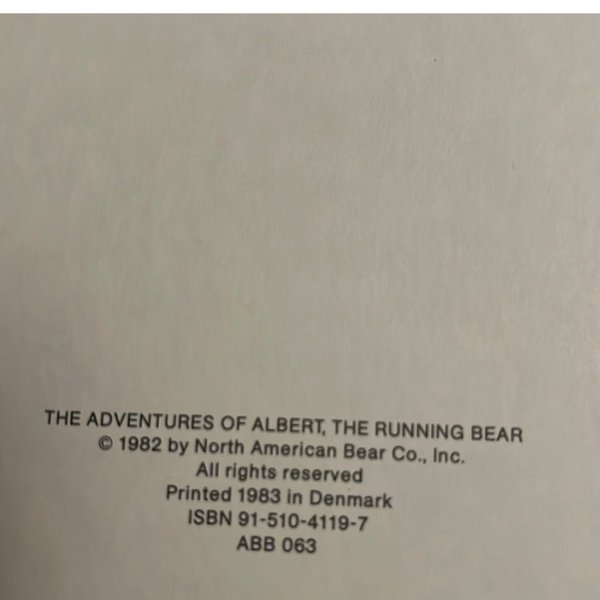 THE ADVENTURES OF ALBERT, THE RUNNING BEAR
© 1982 by North American Bear Co., Inc.
All rights reserved
Printed 1983 in Denmark
ISBN 91-510-4119-7
ABB 063